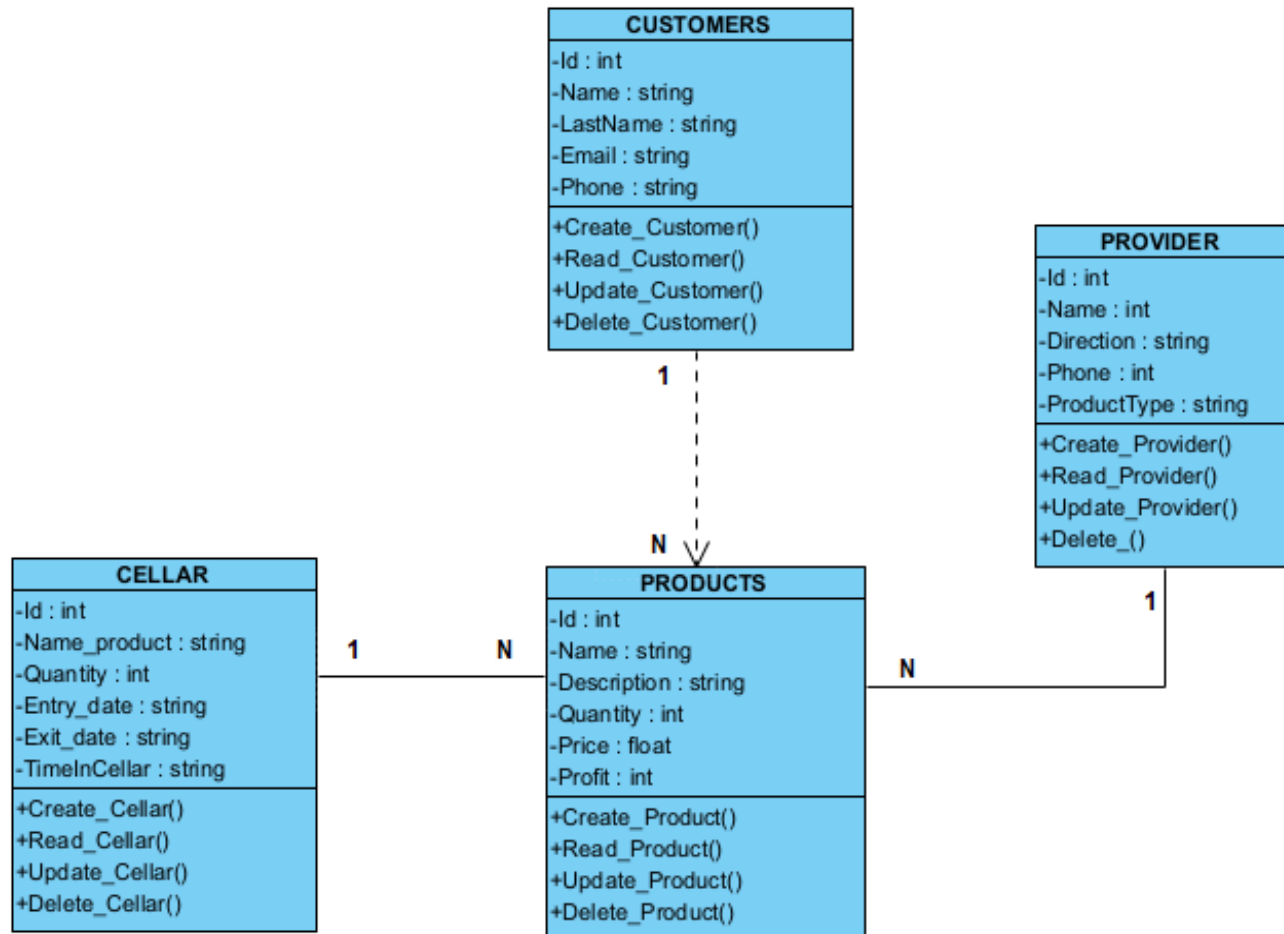 CUSTOMERS
-Id : int
-Name : string
-LastName : string
-Email : string
-Phone : string
+Create_Customer()
+Read_Customer()
+Update_Customer()
+Delete_Customer()
1
N
PROVIDER
-Id : int
-Name : int
-Direction : string
-Phone : int
-ProductType : string
+Create_Provider()
+Read_Provider()
+Update_Provider()
+Delete_()
1
N
CELLAR
-Id : int
-Name_product : string
-Quantity : int
-Entry_date : string
-Exit_date : string
-TimeInCellar : string
+Create_Cellar()
+Read_Cellar()
+Update_Cellar()
+Delete_Cellar()
1
N
PRODUCTS
-Id : int
-Name : string
-Description : string
-Quantity : int
-Price : float
-Profit : int
+Create_Product()
+Read_Product()
+Update_Product()
+Delete_Product()